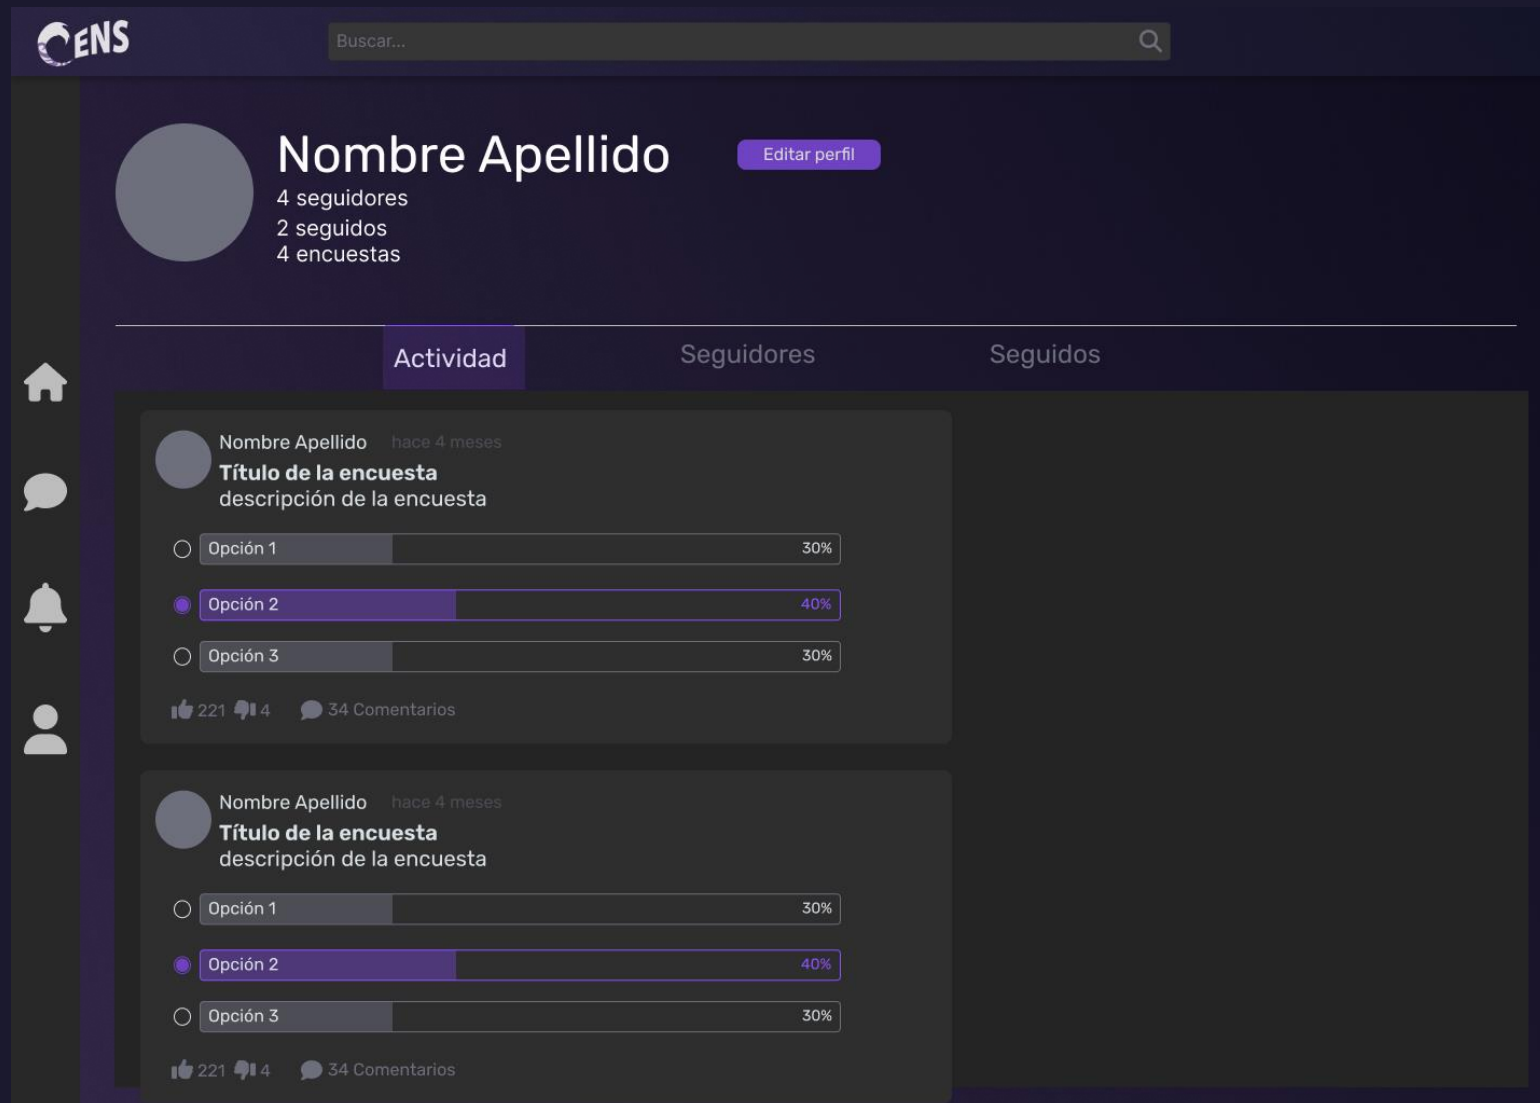 CENS
Buscar...
Nombre Apellido
Editar perfil
4 seguidores
2 seguidos
4 encuestas
Actividad Seguidores Seguidos
Nombre Apellido hace 4 meses
Título de la encuesta
descripción de la encuesta
Opción 1 30%
Opción 2 40%
Opción 3 30%
221 4 34 Comentarios
Nombre Apellido hace 4 meses
Título de la encuesta
descripción de la encuesta
Opción 1 30%
Opción 2 40%
Opción 3 30%
221 4 34 Comentarios